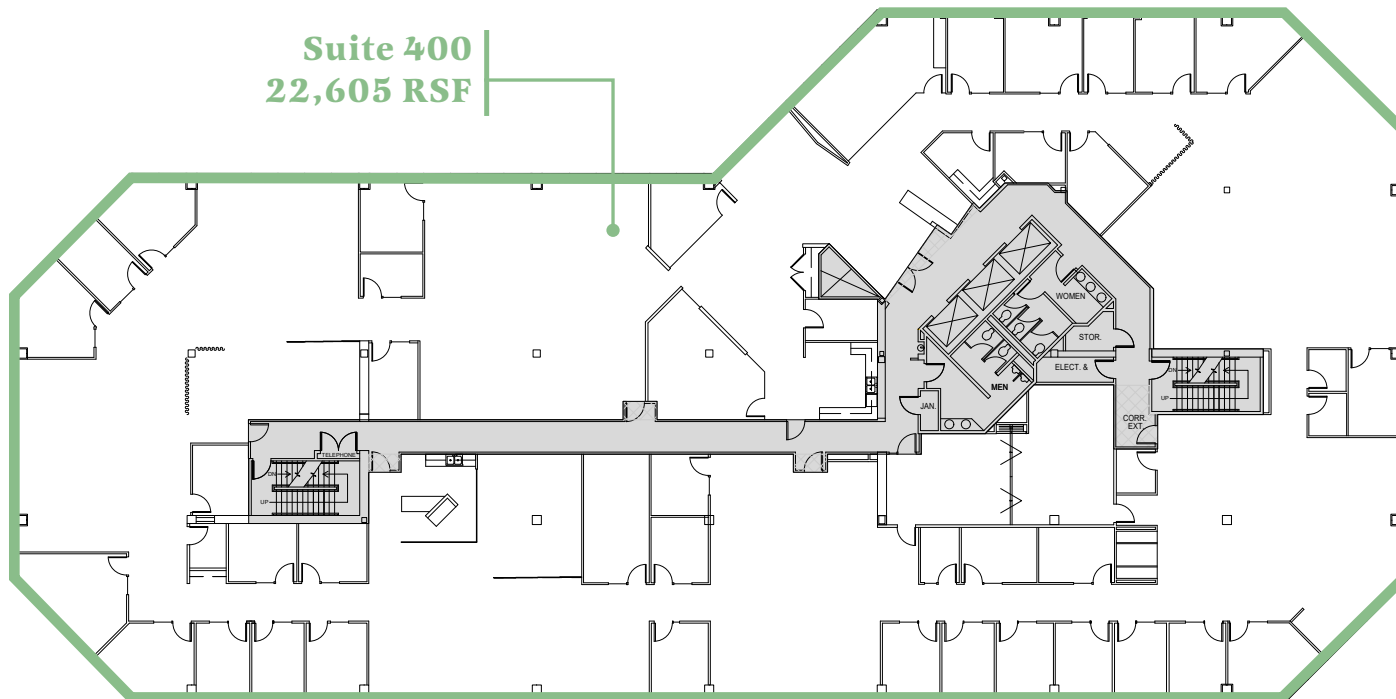 Suite 400
22,605 RSF
WOMEN
STOR.
ELECT. &
MEN
JAN.
DN
UP
CORR.
EXT.
TELEPHONE
DN
UP